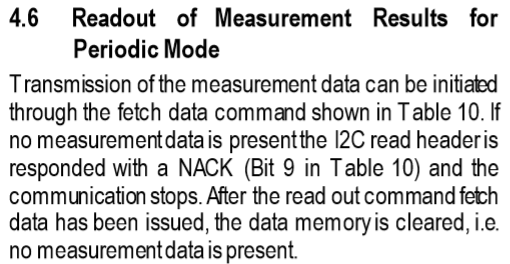 4.6 Readout of Measurement Results for
Periodic Mode
Transmission of the measurement data can be initiated
through the fetch data command shown in Table 10. If
no measurement data is present the I2C read header is
responded with a NACK (Bit 9 in Table 10) and the
communication stops. After the read out command fetch
data has been issued, the data memory is cleared, i.e.
no measurement data is present.